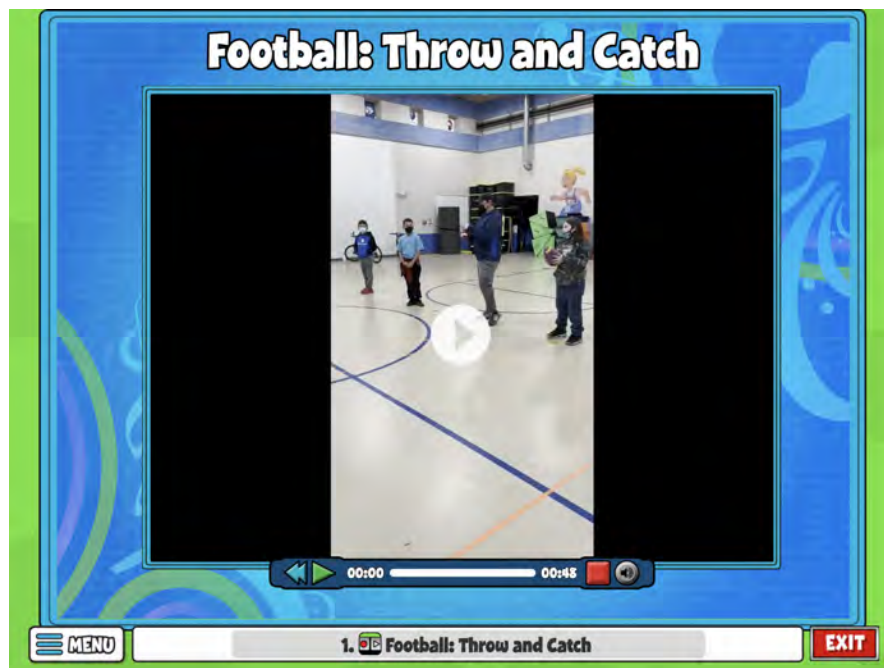 Football: Throw and Catch
00:00
00:48
MENU
1. Football: Throw and Catch
EXIT